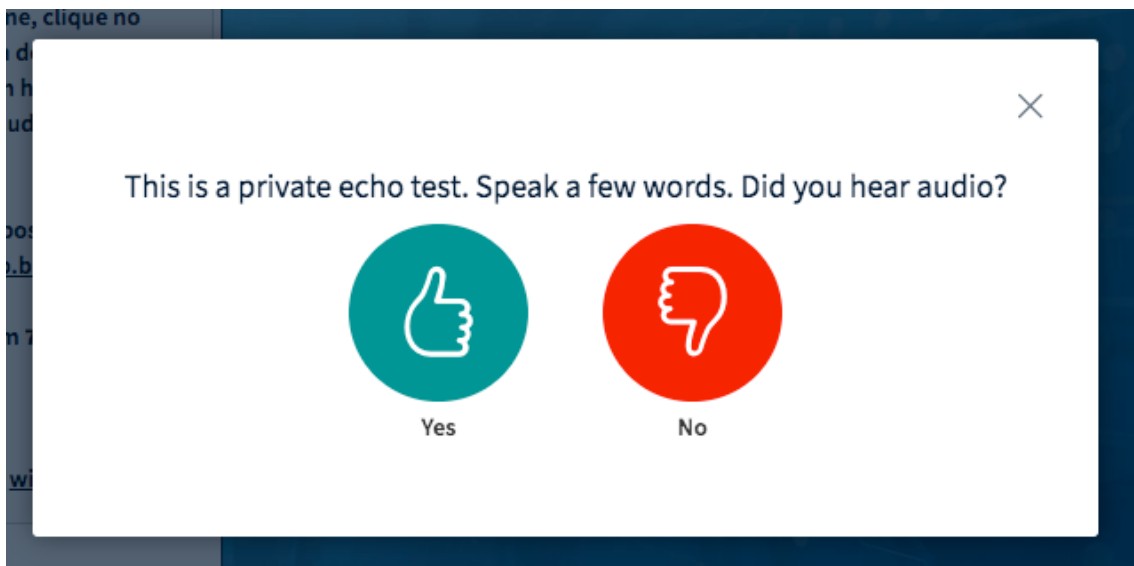 ne, clique no
This is a private echo test. Speak a few words. Did you hear audio?
Yes
No